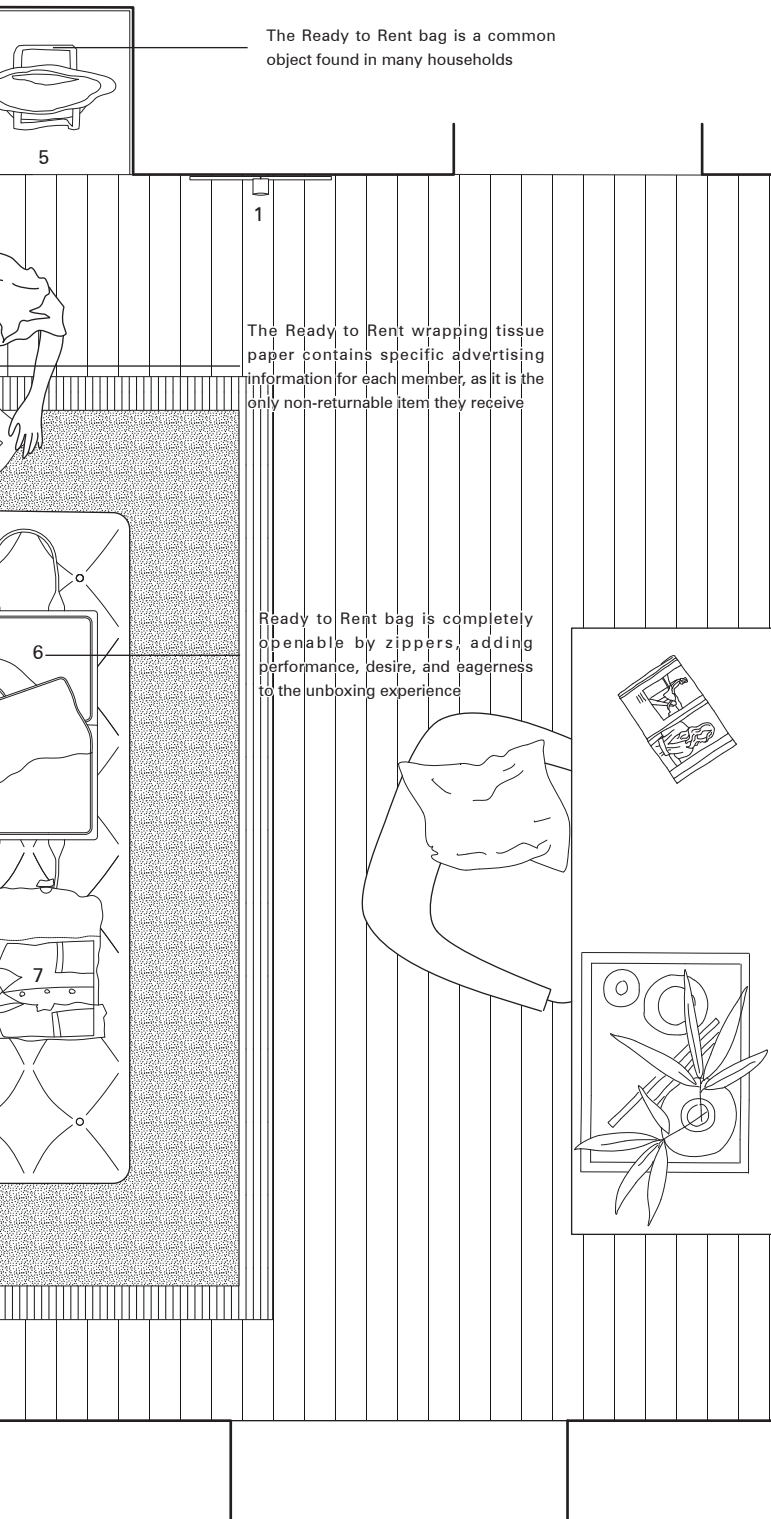 The Ready to Rent bag is a common
object found in many households
5
1
The Ready to Rent wrapping tissue
paper contains specific advertising
information for each member, as it is the
only non-returnable item they receive
Ready to Rent bag is completely
openable by zippers, adding
performance, desire, and eagerness
to the unboxing experience
6
7